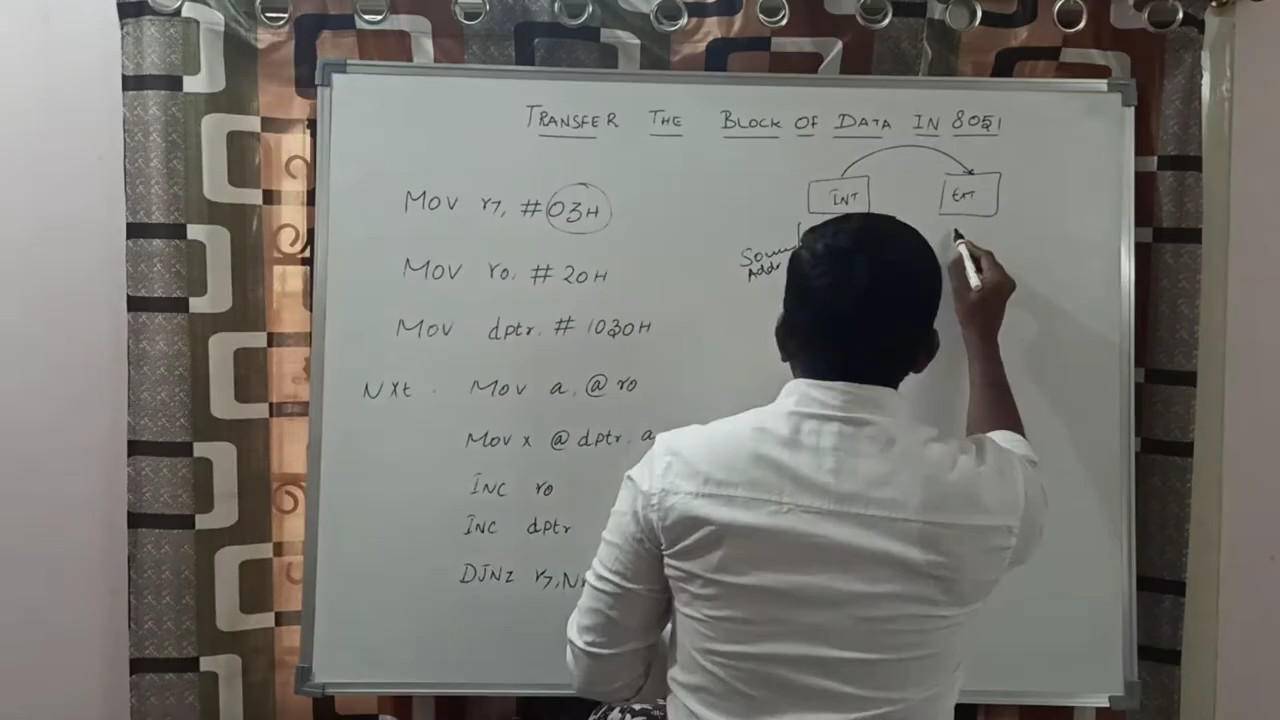 TRANSFER THE BLOCK OF DATA IN 8051
MOV r7, #03H
MOV r0, #20H
MOV dptr, #1030H
NXt. MOV a, @r0
MOVx @dptr, a
INC r0
INC dptr
DJNZ r7,
INT
EXT
Addr